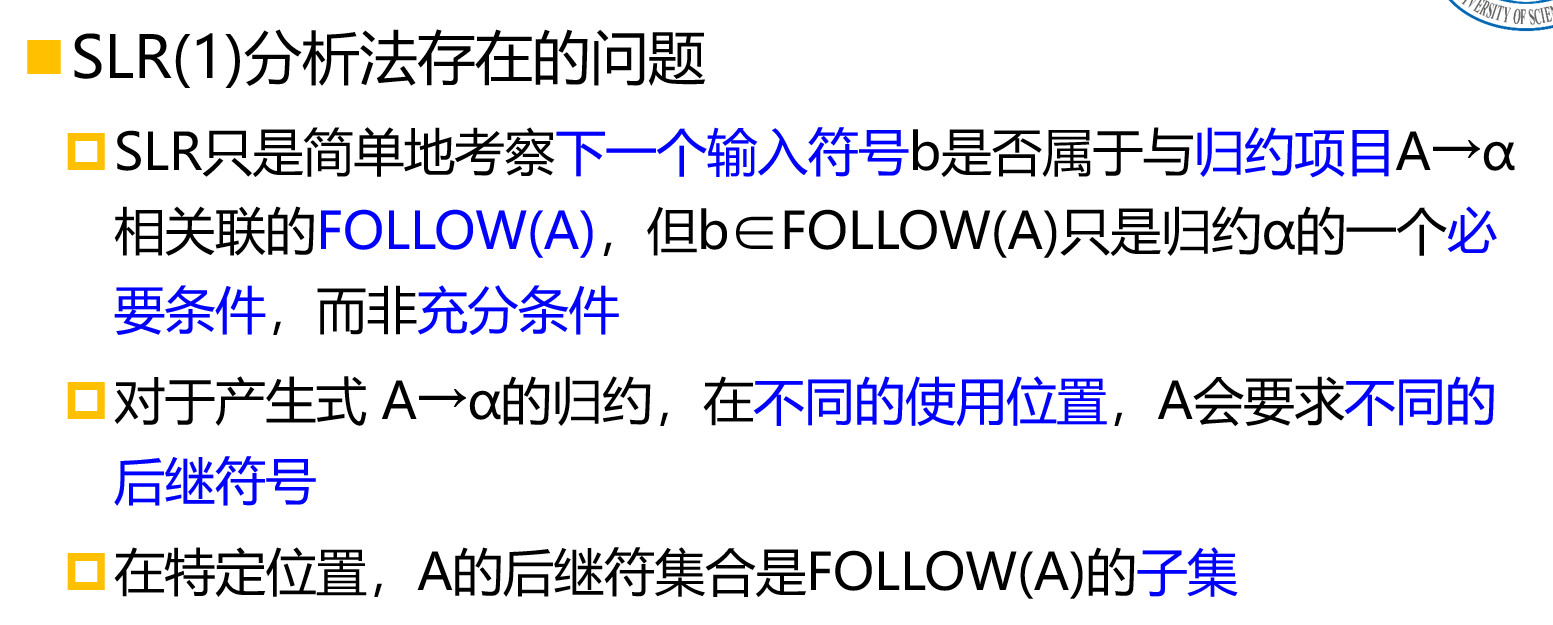 UNIVERSITY OF SCIE
SLR(1)分析法存在的问题
SLR只是简单地考察下一个输入符号b是否属于与归约项目A→α
相关联的FOLLOW(A)，但b∈FOLLOW(A)只是归约α的一个必
要条件，而非充分条件
对于产生式 A→α的归约，在不同的使用位置，A会要求不同的
后继符号
在特定位置，A的后继符集合是FOLLOW(A)的子集